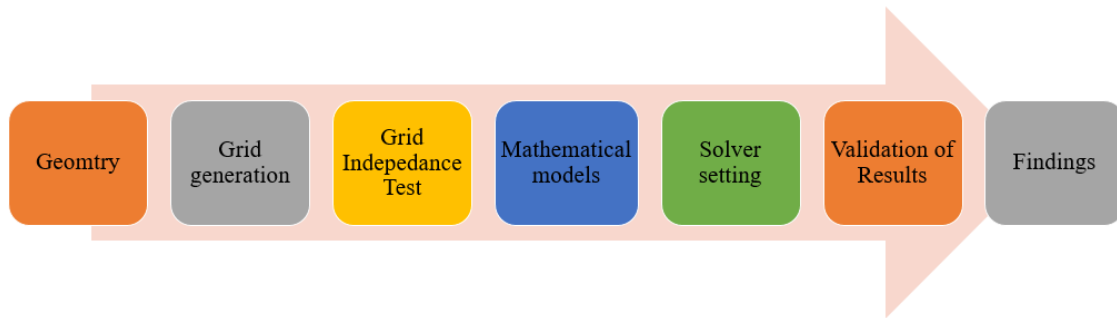 Geomtry
Grid
generation
Grid
Indepedance
Test
Mathematical
models
Solver
setting
Validation of
Results
Findings